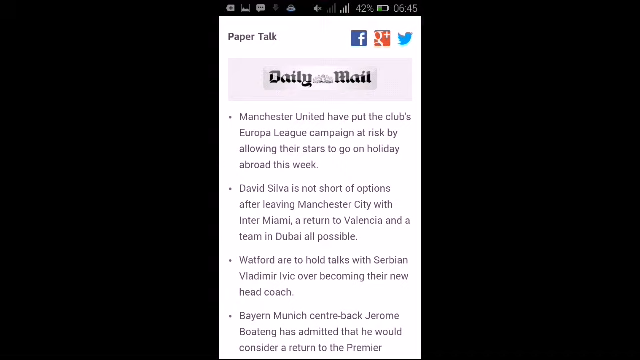 42% 06:45
Paper Talk
Daily Mail
• Manchester United have put the club's
Europa League campaign at risk by
allowing their stars to go on holiday
abroad this week.
• David Silva is not short of options
after leaving Manchester City with
Inter Miami, a return to Valencia and a
team in Dubai all possible.
• Watford are to hold talks with Serbian
Vladimir Ivic over becoming their new
head coach.
• Bayern Munich centre-back Jerome
Boateng has admitted that he would
consider a return to the Premier